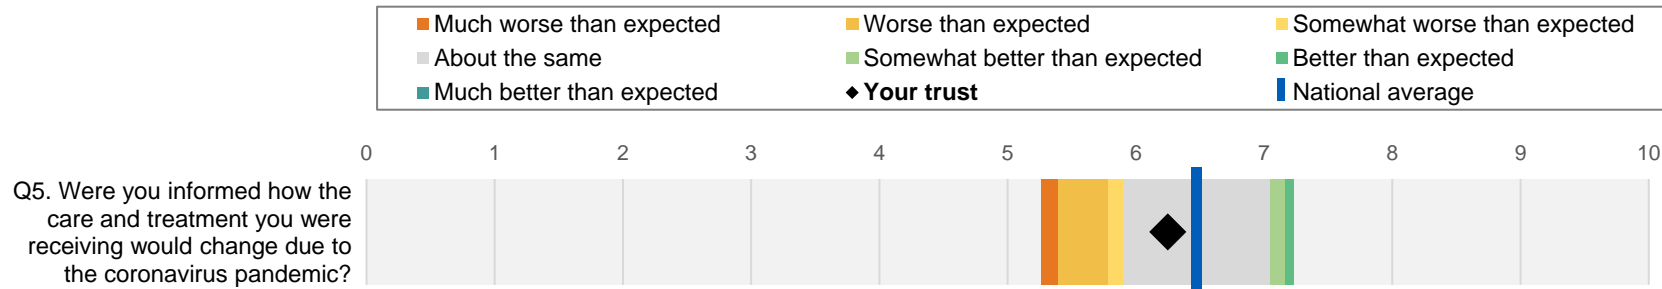 Much worse than expected Worse than expected Somewhat worse than expected
About the same Somewhat better than expected Better than expected
Much better than expected Your trust National average
0 1 2 3 4 5 6 7 8 9 10
Q5. Were you informed how the
care and treatment you were
receiving would change due to
the coronavirus pandemic?